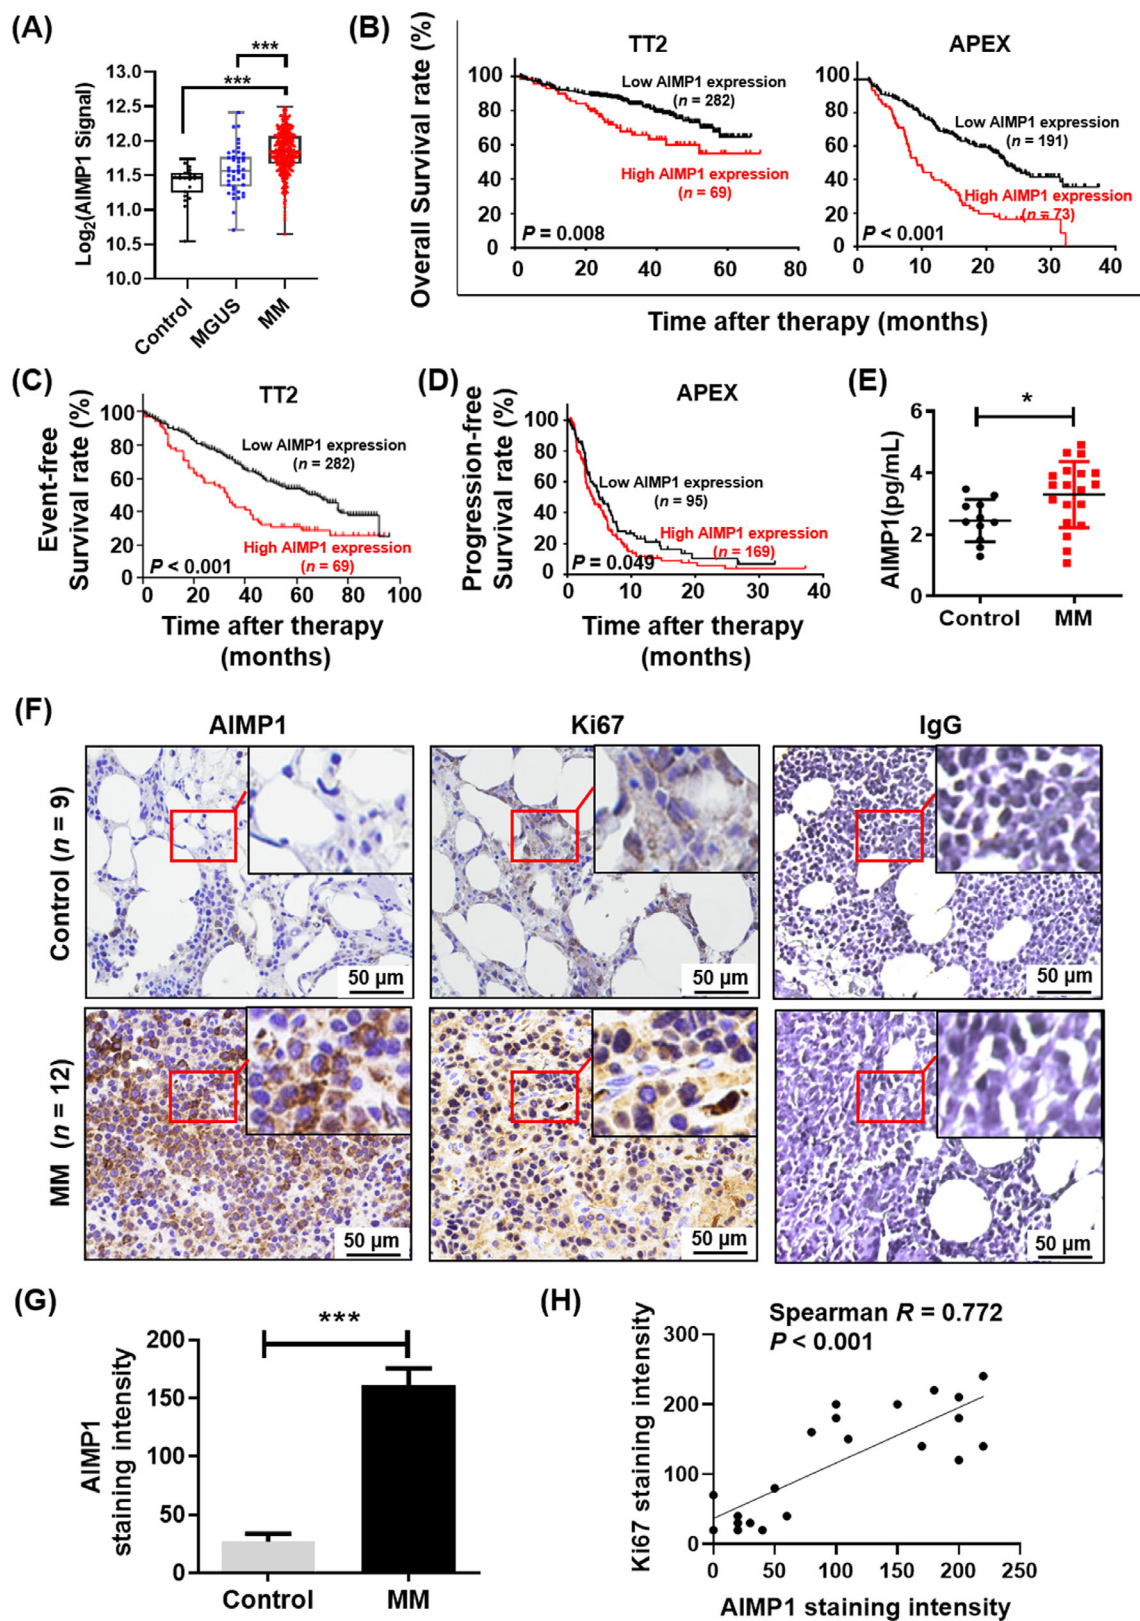 (A)
***
***
Log2(AIMP1 Signal)
13.0
12.5
12.0
11.5
11.0
10.5
10.0
Control
MGUS
MM
(B)
Overall Survival rate (%)
TT2
100
80
60
40
20
0
Low AIMP1 expression
(n = 282)
High AIMP1 expression
(n = 69)
P = 0.008
0 20 40 60 80
APEX
100
80
60
40
20
0
Low AIMP1 expression
(n = 191)
High AIMP1 expression
(n = 73)
P < 0.001
0 10 20 30 40
Time after therapy (months)
(C)
Event-free
Survival rate (%)
TT2
100
80
60
40
20
0
Low AIMP1 expression
(n = 282)
High AIMP1 expression
(n = 69)
P < 0.001
0 20 40 60 80 100
Time after therapy
(months)
(D)
Progression-free
Survival rate (%)
APEX
100
80
60
40
20
0
Low AIMP1 expression
(n = 95)
High AIMP1 expression
(n = 169)
P = 0.049
0 10 20 30 40
Time after therapy
(months)
(E)
*
AIMP1(pg/mL)
6
4
2
0
Control MM
(F)
AIMP1 Ki67 IgG
Control (n = 9)
50 µm 50 µm 50 µm
MM (n = 12)
50 µm 50 µm 50 µm
(G)
***
AIMP1
staining intensity
200
150
100
50
0
Control MM
(H)
Spearman R = 0.772
P < 0.001
Ki67 staining intensity
300
200
100
0
0 50 100 150 200 250
AIMP1 staining intensity